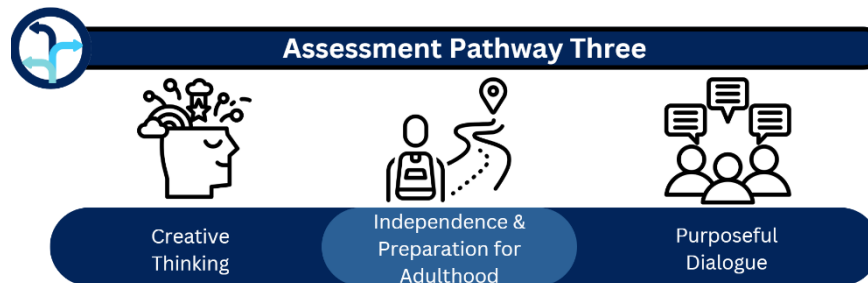 Assessment Pathway Three
Creative
Thinking
Independence &
Preparation for
Adulthood
Purposeful
Dialogue